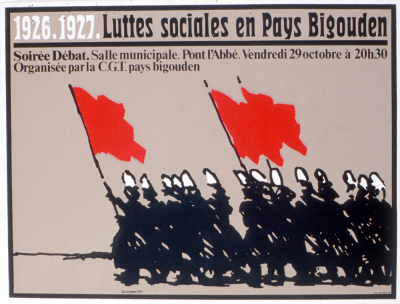 1926.1927. Luttes sociales en Pays Bigouden
Soirée Débat. Salle municipale. Pont l'Abbé. Vendredi 29 octobre à 20h30
Organisée par la C.G.T. pays bigouden